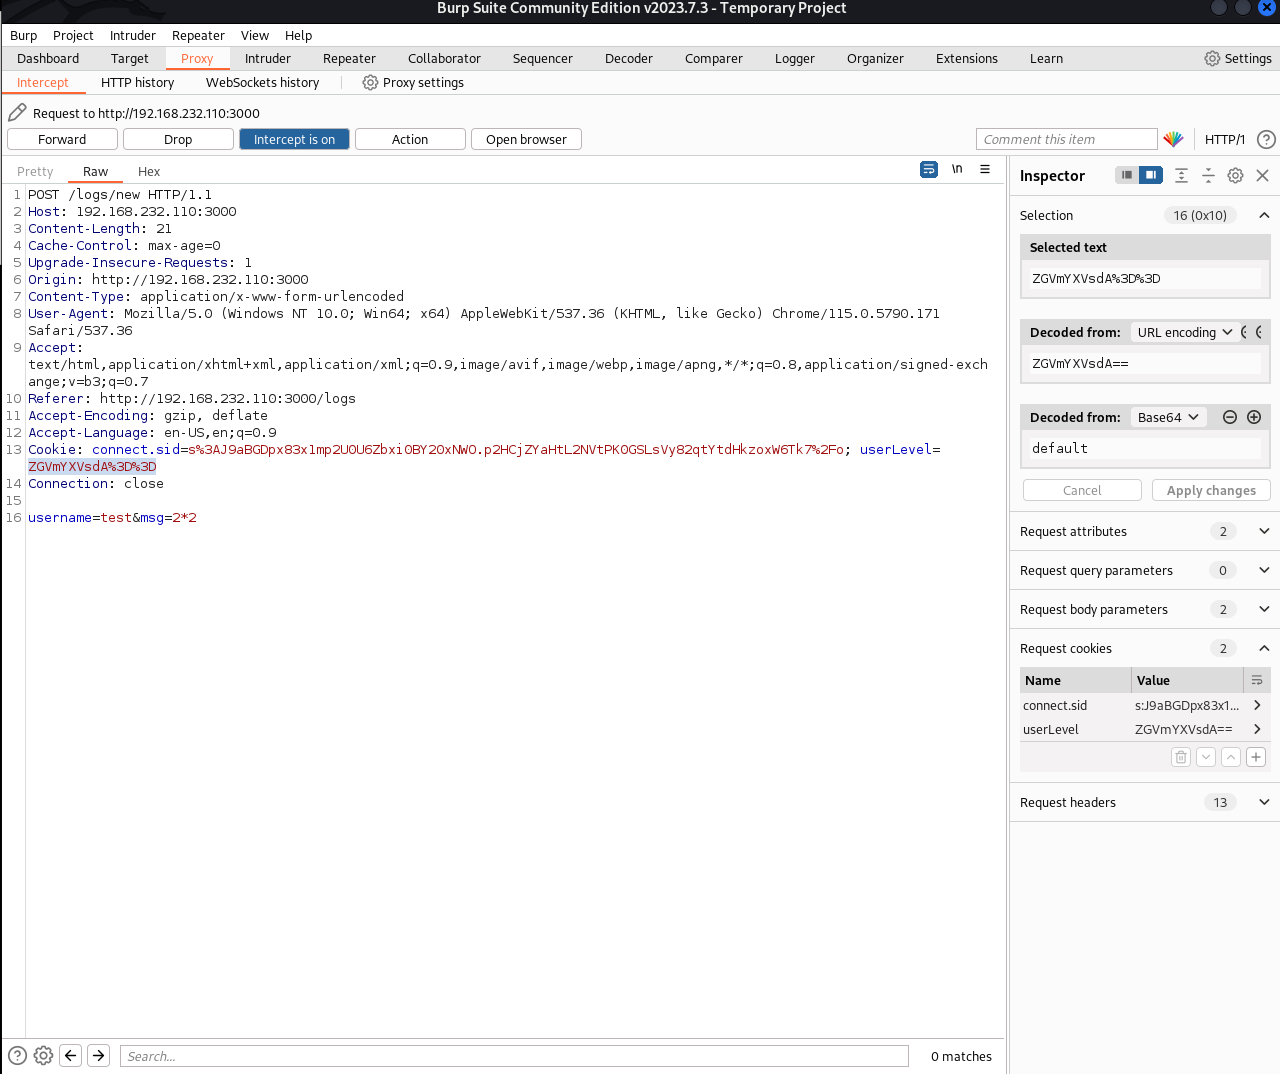 Burp Suite Community Edition v2023.7.3 - Temporary Project
Burp Project Intruder Repeater View Help
Dashboard Target Proxy Intruder Repeater Collaborator Sequencer Decoder Comparer Logger Organizer Extensions Learn Settings
Intercept HTTP history WebSockets history Proxy settings
Request to http://192.168.232.110:3000
Forward Drop Intercept is on Action Open browser Comment this item HTTP/1 ?
Pretty Raw Hex \n
1 POST /logs/new HTTP/1.1
2 Host: 192.168.232.110:3000
3 Content-Length: 21
4 Cache-Control: max-age=0
5 Upgrade-Insecure-Requests: 1
6 Origin: http://192.168.232.110:3000
7 Content-Type: application/x-www-form-urlencoded
8 User-Agent: Mozilla/5.0 (Windows NT 10.0; Win64; x64) AppleWebKit/537.36 (KHTML, like Gecko) Chrome/115.0.5790.171
Safari/537.36
9 Accept:
text/html,application/xhtml+xml,application/xml;q=0.9,image/avif,image/webp,image/apng,*/*;q=0.8,application/signed-exch
ange;v=b3;q=0.7
10 Referer: http://192.168.232.110:3000/logs
11 Accept-Encoding: gzip, deflate
12 Accept-Language: en-US,en;q=0.9
13 Cookie: connect.sid=s%3AJ9aBGDpx83x1mp2U0U6Zbxi0BY20xNWO.p2HCjZYaHtL2NVtPK0GSLsVy82qtYtdHkzoxW6Tk7%2Fo; userLevel=
ZGVmYXVsdA%3D%3D
14 Connection: close
15
16 username=test&msg=2*2
Inspector
Selection 16 (0x10)
Selected text
ZGVmYXVsdA%3D%3D
Decoded from: URL encoding
ZGVmYXVsdA==
Decoded from: Base64
default
Cancel Apply changes
Request attributes 2
Request query parameters 0
Request body parameters 2
Request cookies 2
Name Value
connect.sid s:J9aBGDpx83x1...
userLevel ZGVmYXVsdA==
Request headers 13
? Search... 0 matches